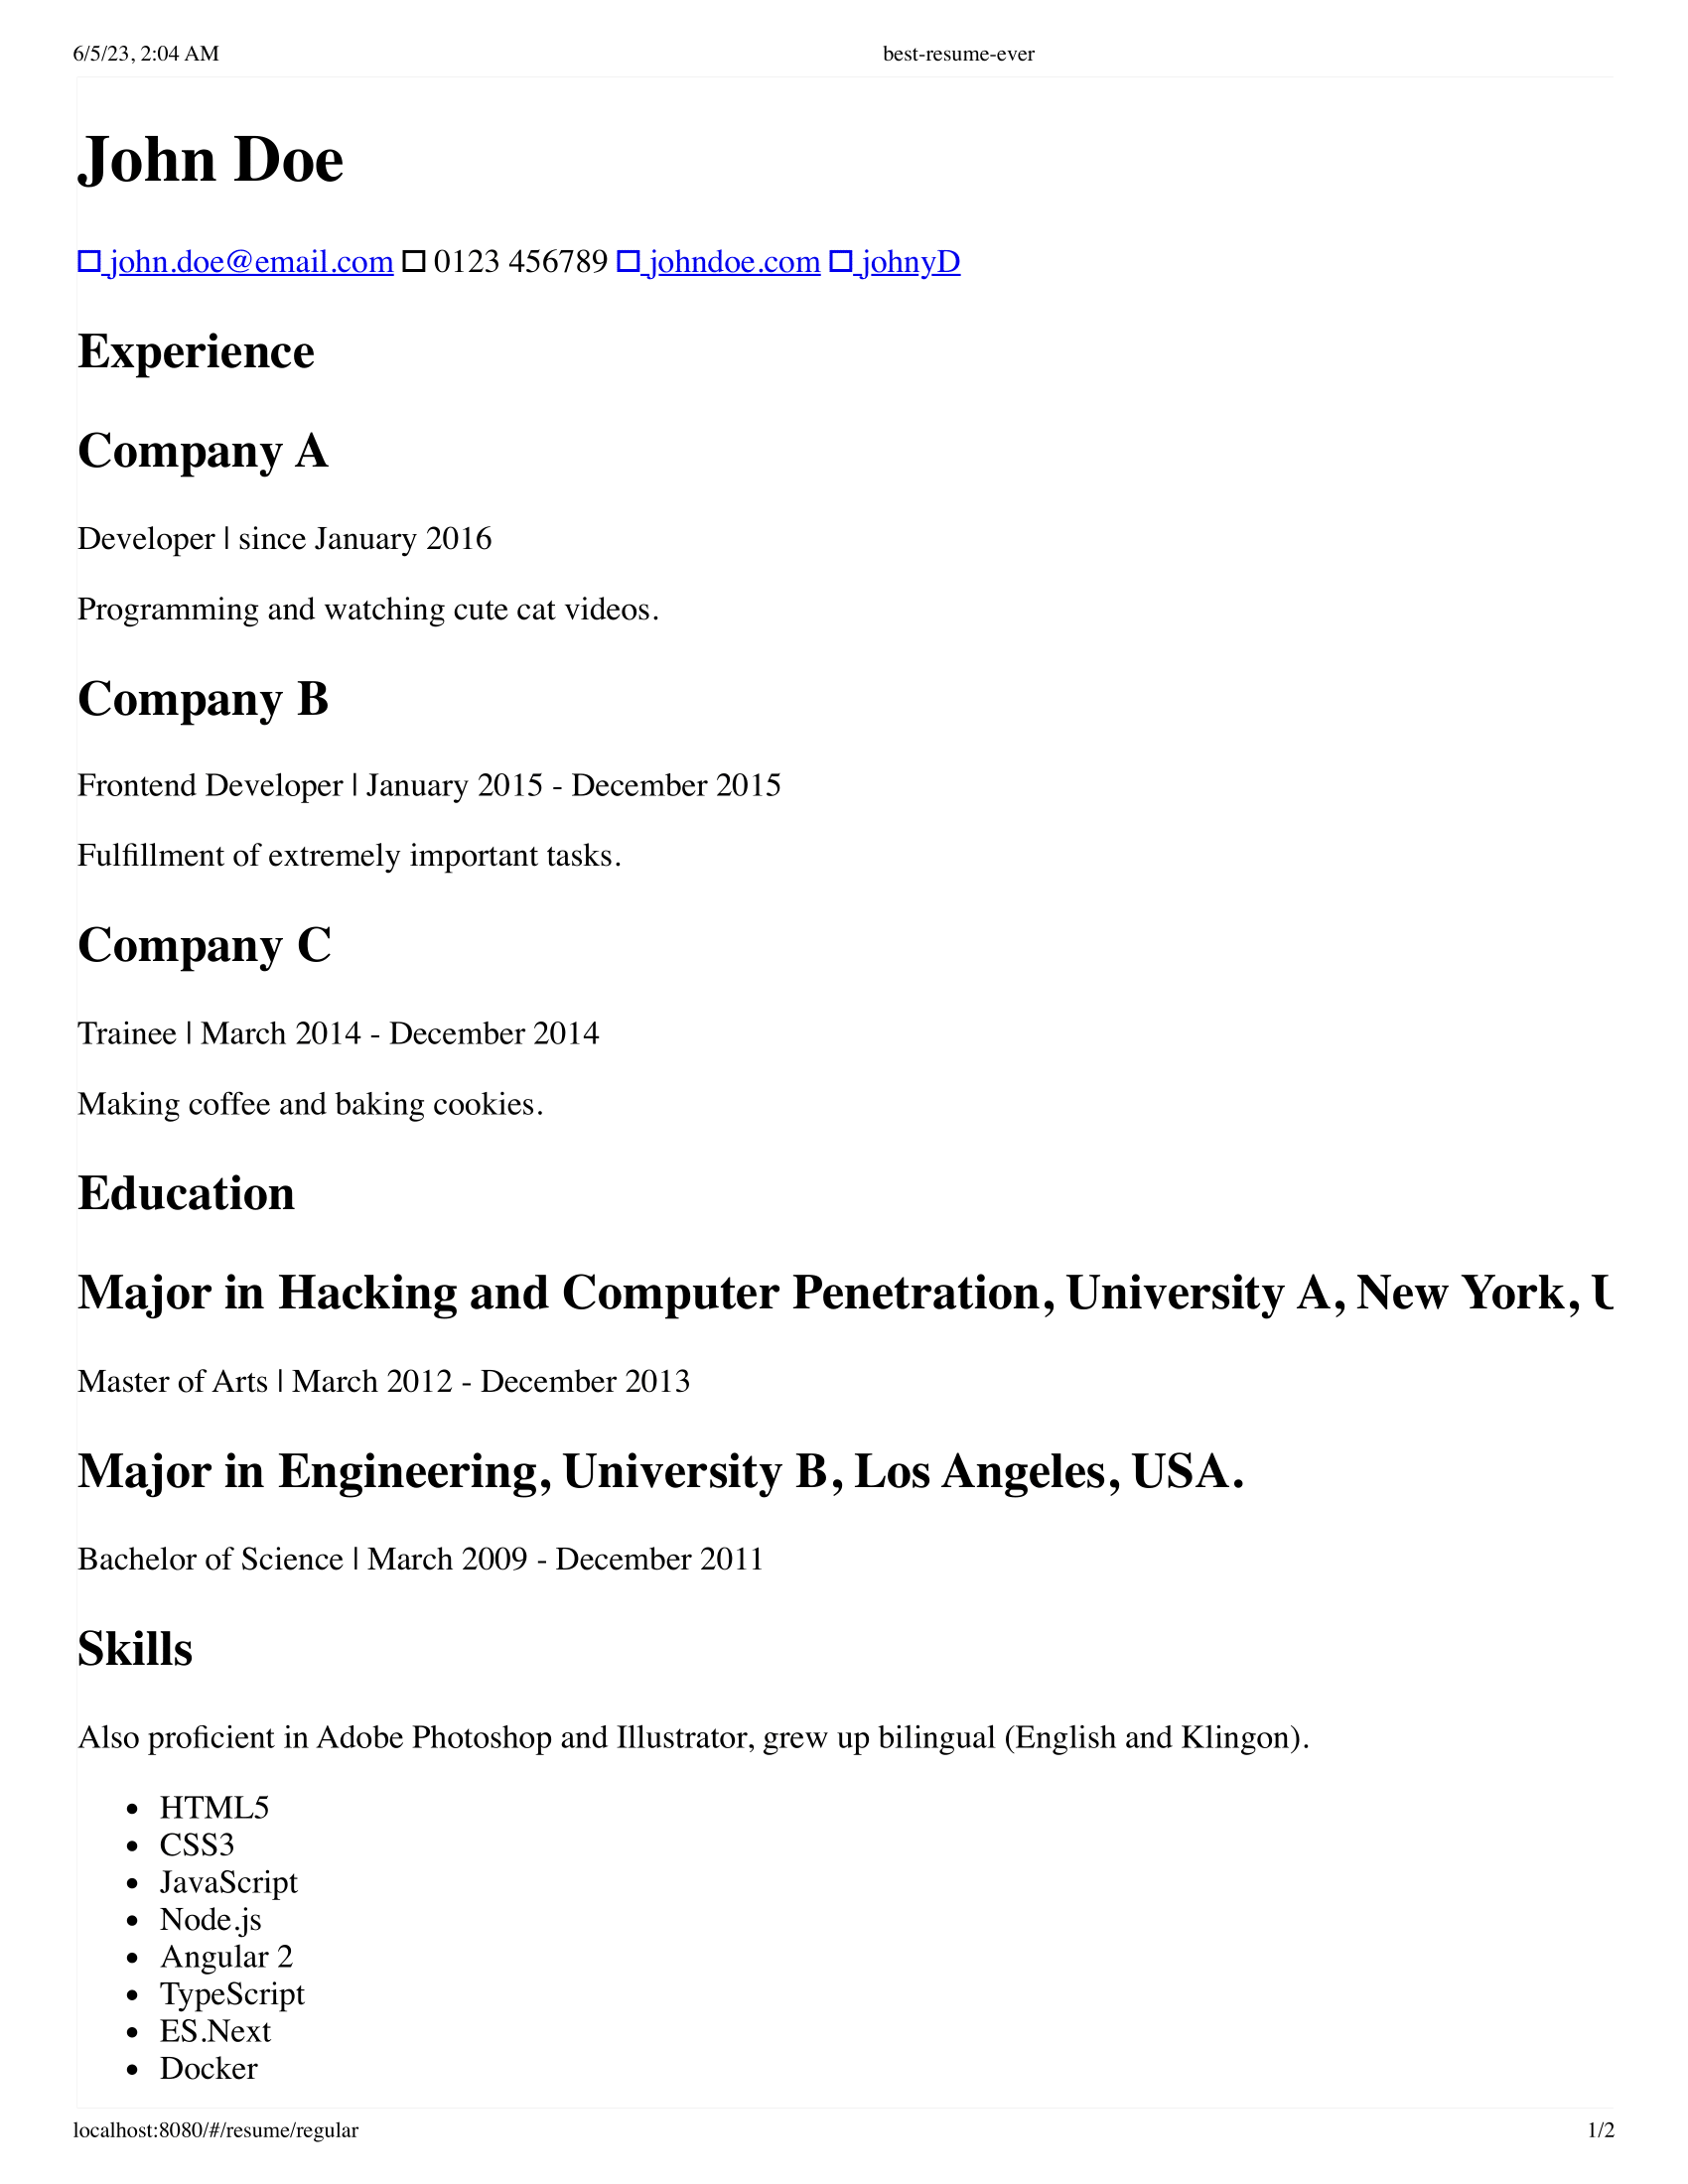 6/5/23, 2:04 AM best-resume-ever
John Doe
john.doe@email.com 0123 456789 johndoe.com johnyD
Experience
Company A
Developer | since January 2016
Programming and watching cute cat videos.
Company B
Frontend Developer | January 2015 - December 2015
Fulfillment of extremely important tasks.
Company C
Trainee | March 2014 - December 2014
Making coffee and baking cookies.
Education
Major in Hacking and Computer Penetration, University A, New York,
Master of Arts | March 2012 - December 2013
Major in Engineering, University B, Los Angeles, USA.
Bachelor of Science | March 2009 - December 2011
Skills
Also proficient in Adobe Photoshop and Illustrator, grew up bilingual (English and Klingon).
• HTML5
• CSS3
• JavaScript
• Node.js
• Angular 2
• TypeScript
• ES.Next
• Docker
localhost:8080/#/resume/regular 1/2